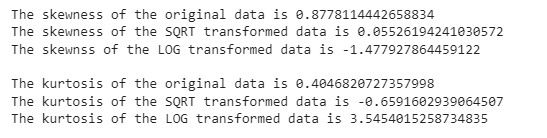 The skewness of the original data is 0.8778114442658834
The skewness of the SQRT transformed data is 0.05526194241030572
The skewnss of the LOG transformed data is -1.477927864459122
The kurtosis of the original data is 0.4046820727357998
The kurtosis of the SQRT transformed data is -0.6591602939064507
The kurtosis of the LOG transformed data is 3.5454015258734835